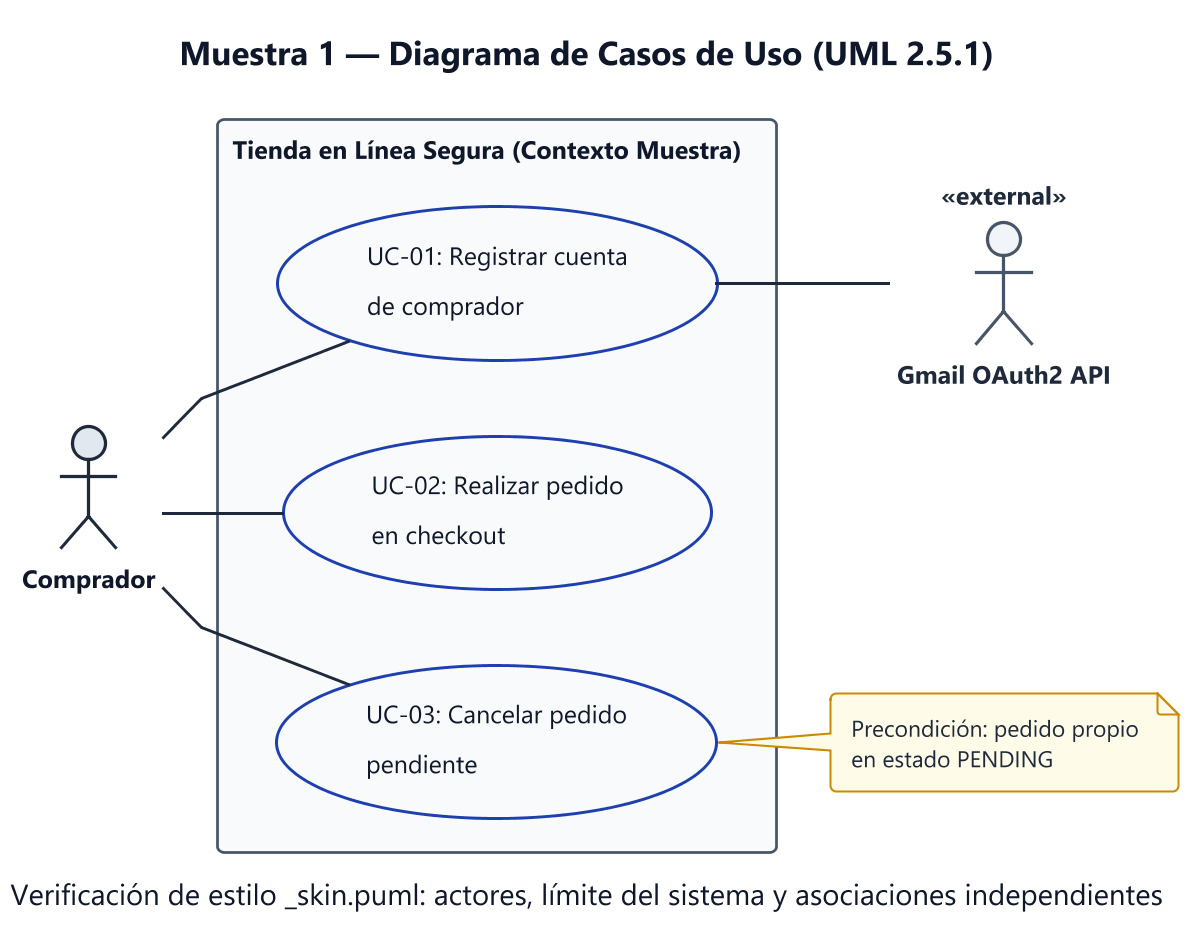 Muestra 1 — Diagrama de Casos de Uso (UML 2.5.1)
Tienda en Línea Segura (Contexto Muestra)
«external»
UC-01: Registrar cuenta
de comprador
Gmail OAuth2 API
UC-02: Realizar pedido
en checkout
Comprador
UC-03: Cancelar pedido
pendiente
Precondición: pedido propio
en estado PENDING
Verificación de estilo _skin.puml: actores, límite del sistema y asociaciones independientes